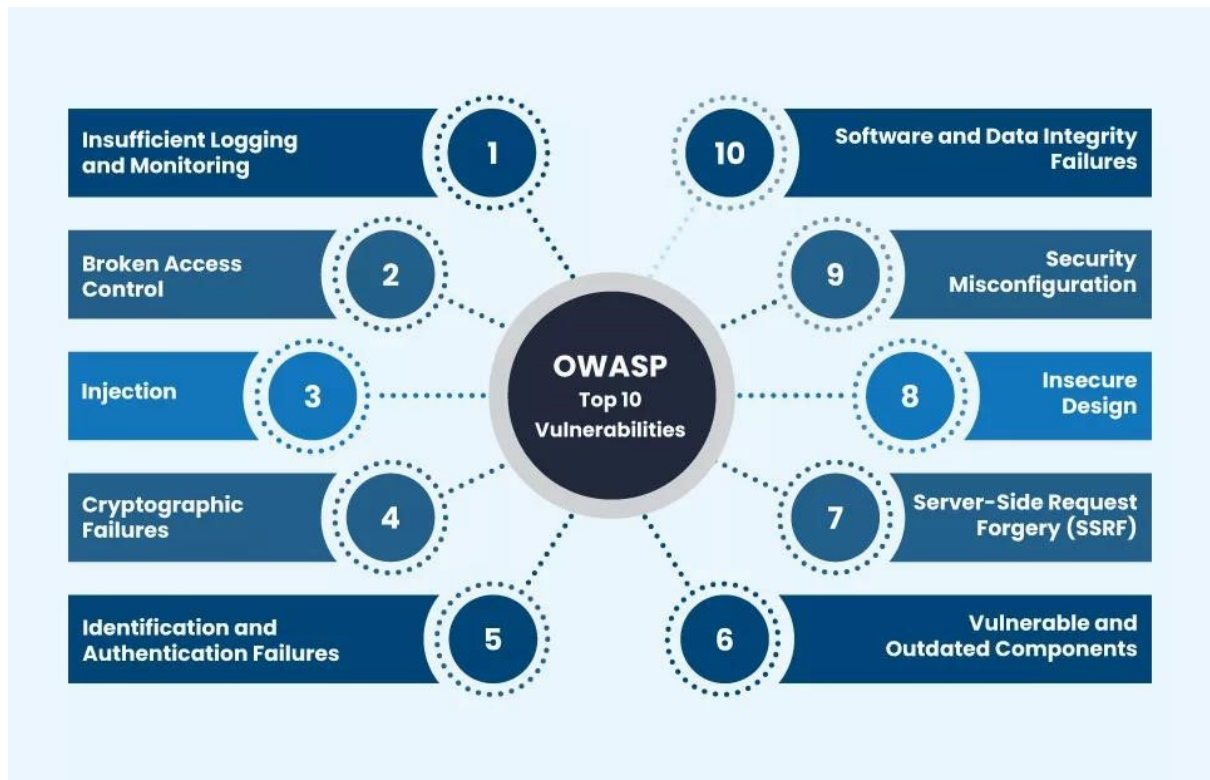 Insufficient Logging
and Monitoring
1
Broken Access
Control
2
Injection
3
Cryptographic
Failures
4
Identification and
Authentication Failures
5
OWASP
Top 10
Vulnerabilities
10
Software and Data Integrity
Failures
9
Security
Misconfiguration
8
Insecure
Design
7
Server-Side Request
Forgery (SSRF)
6
Vulnerable and
Outdated Components